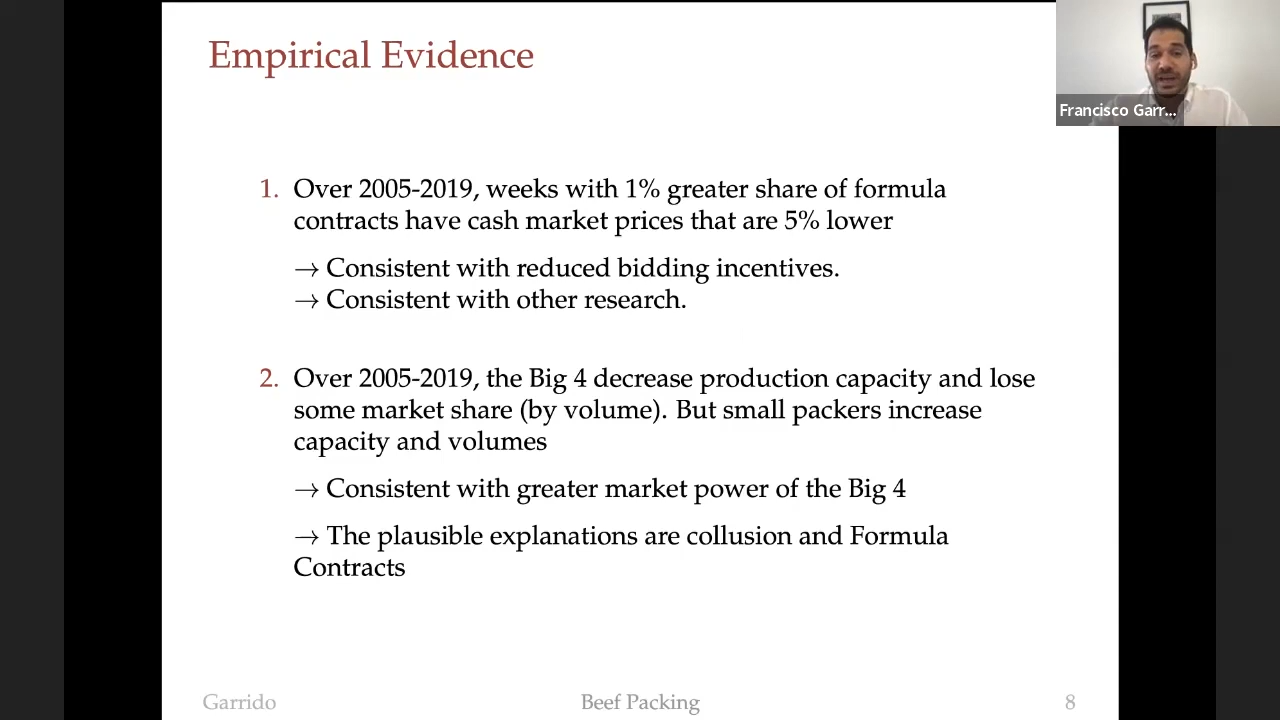 Empirical Evidence
Francisco Garr...
1. Over 2005-2019, weeks with 1% greater share of formula
contracts have cash market prices that are 5% lower
→ Consistent with reduced bidding incentives.
→ Consistent with other research.
2. Over 2005-2019, the Big 4 decrease production capacity and lose
some market share (by volume). But small packers increase
capacity and volumes
→ Consistent with greater market power of the Big 4
→ The plausible explanations are collusion and Formula
Contracts
Garrido
Beef Packing
8